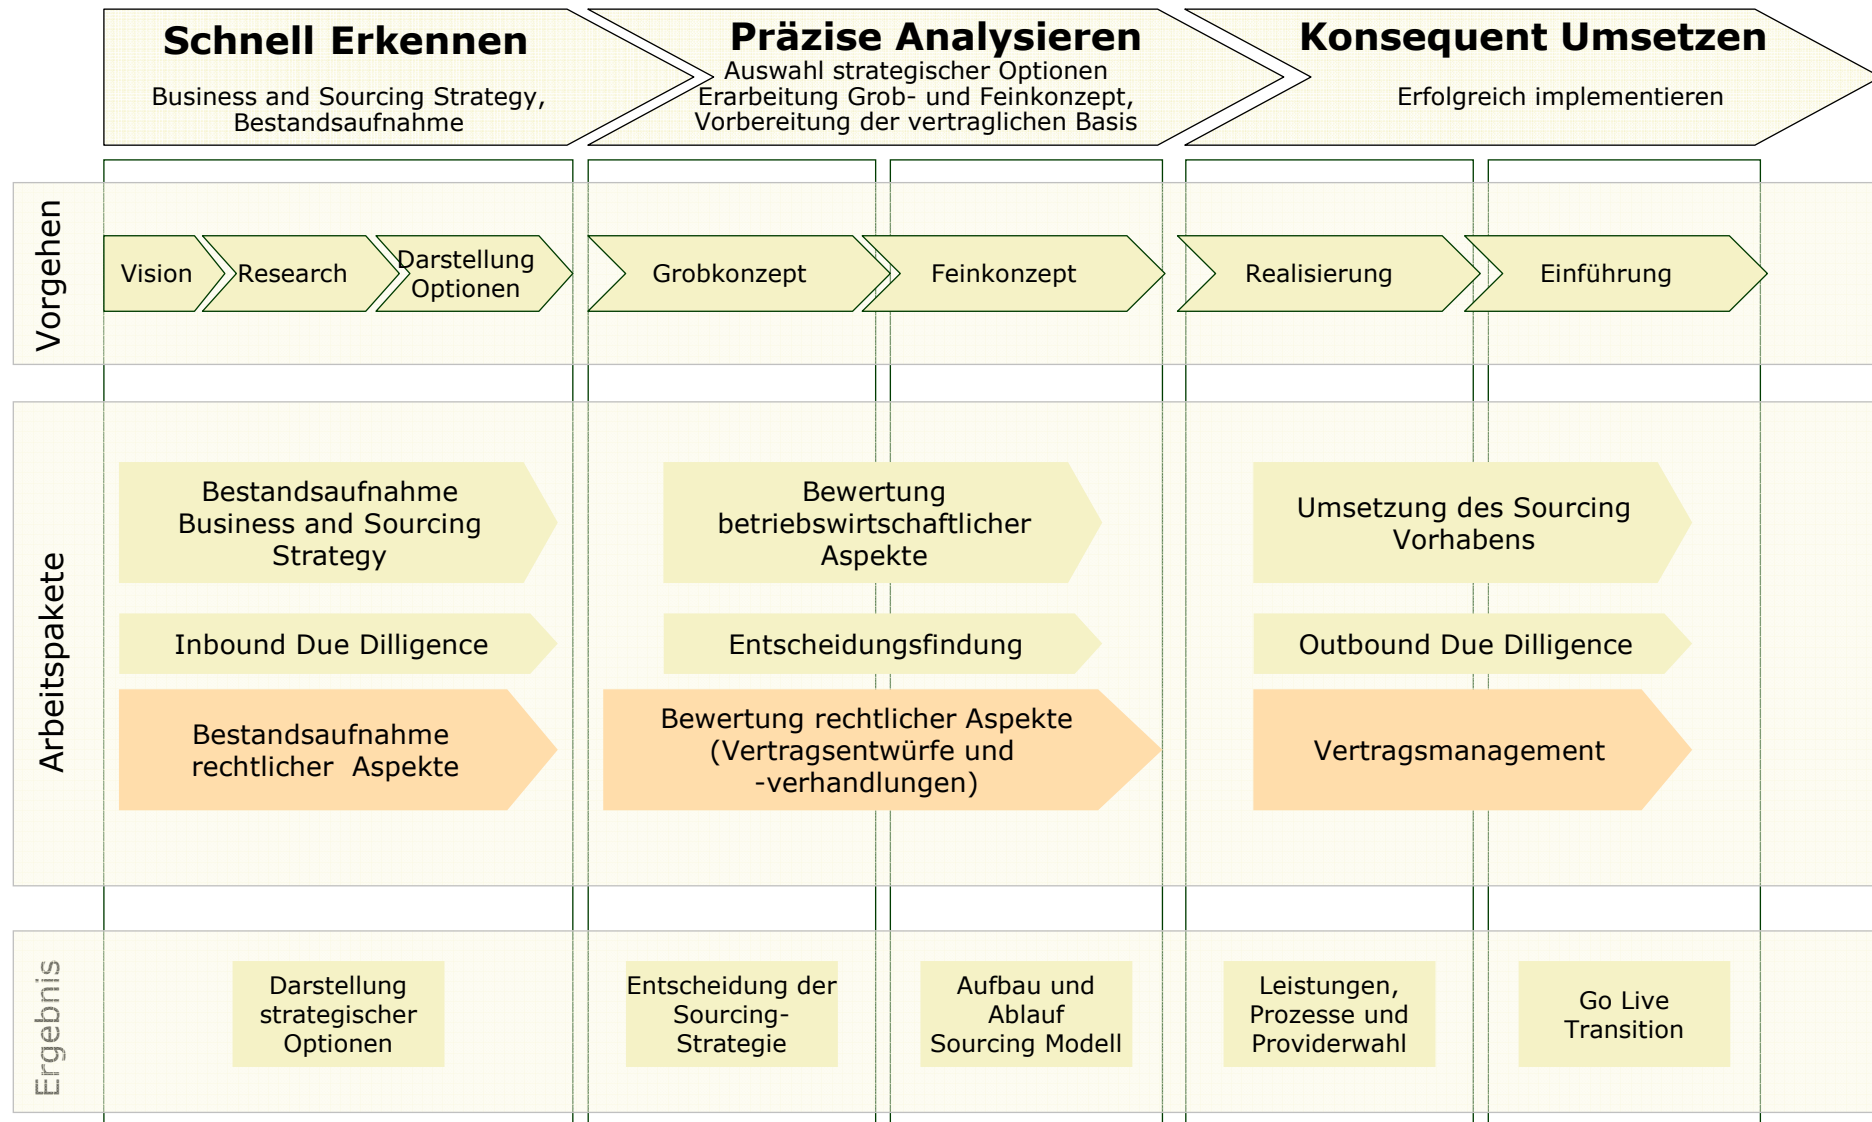 Schnell Erkennen
Business and Sourcing Strategy,
Bestandsaufnahme
Präzise Analysieren
Auswahl strategischer Optionen
Erarbeitung Grob- und Feinkonzept,
Vorbereitung der vertraglichen Basis
Konsequent Umsetzen
Erfolgreich implementieren
Vorgehen
Vision
Research
Darstellung
Optionen
Grobkonzept
Feinkonzept
Realisierung
Einführung
Arbeitspakete
Bestandsaufnahme
Business and Sourcing
Strategy
Bewertung
betriebswirtschaftlicher
Aspekte
Umsetzung des Sourcing
Vorhabens
Inbound Due Dilligence
Entscheidungsfindung
Outbound Due Dilligence
Bestandsaufnahme
rechtlicher Aspekte
Bewertung rechtlicher Aspekte
(Vertragsentwürfe und
-verhandlungen)
Vertragsmanagement
Ergebnis
Darstellung
strategischer
Optionen
Entscheidung der
Sourcing-
Strategie
Aufbau und
Ablauf
Sourcing Modell
Leistungen,
Prozesse und
Providerwahl
Go Live
Transition